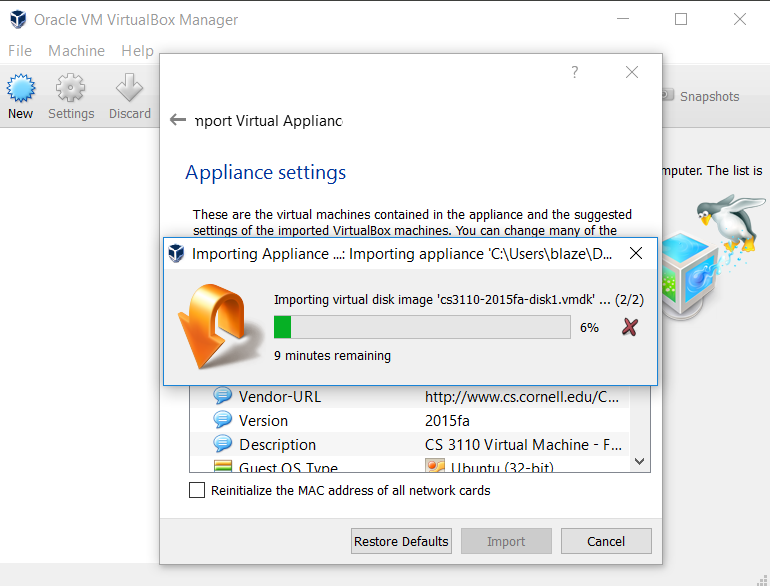 Oracle VM VirtualBox Manager
File Machine Help
New Settings Discard
Snapshots
?
mport Virtual Applianc
mputer. The list is
Appliance settings
These are the virtual machines contained in the appliance and the suggested
settings of the imported VirtualBox machines. You can change many of the
Importing Appliance ...: Importing appliance 'C:\Users\blaze\D...
Importing virtual disk image 'cs3110-2015fa-disk1.vmdk' ... (2/2)
6%
9 minutes remaining
Vendor-URL http://www.cs.cornell.edu/C...
Version 2015fa
Description CS 3110 Virtual Machine - F...
Guest OS Type Ubuntu (32-bit)
Reinitialize the MAC address of all network cards
Restore Defaults Import Cancel